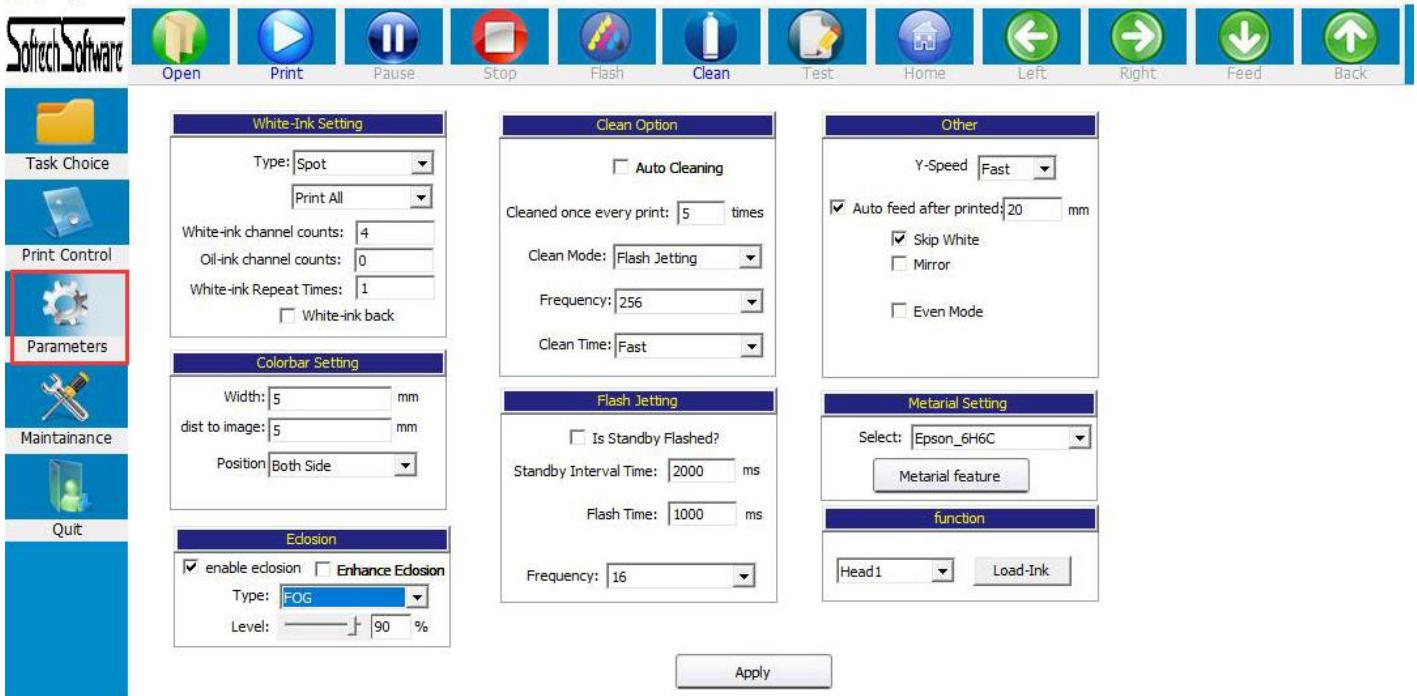 Softech Software
Open Print Pause Stop Flash Clean Test Home Left Right Feed Back
Task Choice
Print Control
Parameters
Maintainance
Quit
White-Ink Setting
Type: Spot
Print All
White-ink channel counts: 4
Oil-ink channel counts: 0
White-ink Repeat Times: 1
White-ink back
Colorbar Setting
Width: 5 mm
dist to image: 5 mm
Position Both Side
Eclosion
enable eclosion Enhance Eclosion
Type: FOG
Level: 90 %
Clean Option
Auto Cleaning
Cleaned once every print: 5 times
Clean Mode: Flash Jetting
Frequency: 256
Clean Time: Fast
Flash Jetting
Is Standby Flashed?
Standby Interval Time: 2000 ms
Flash Time: 1000 ms
Frequency: 16
Other
Y-Speed Fast
Auto feed after printed: 20 mm
Skip White
Mirror
Even Mode
Metarial Setting
Select: Epson_6H6C
Metarial feature
function
Head1 Load-Ink
Apply